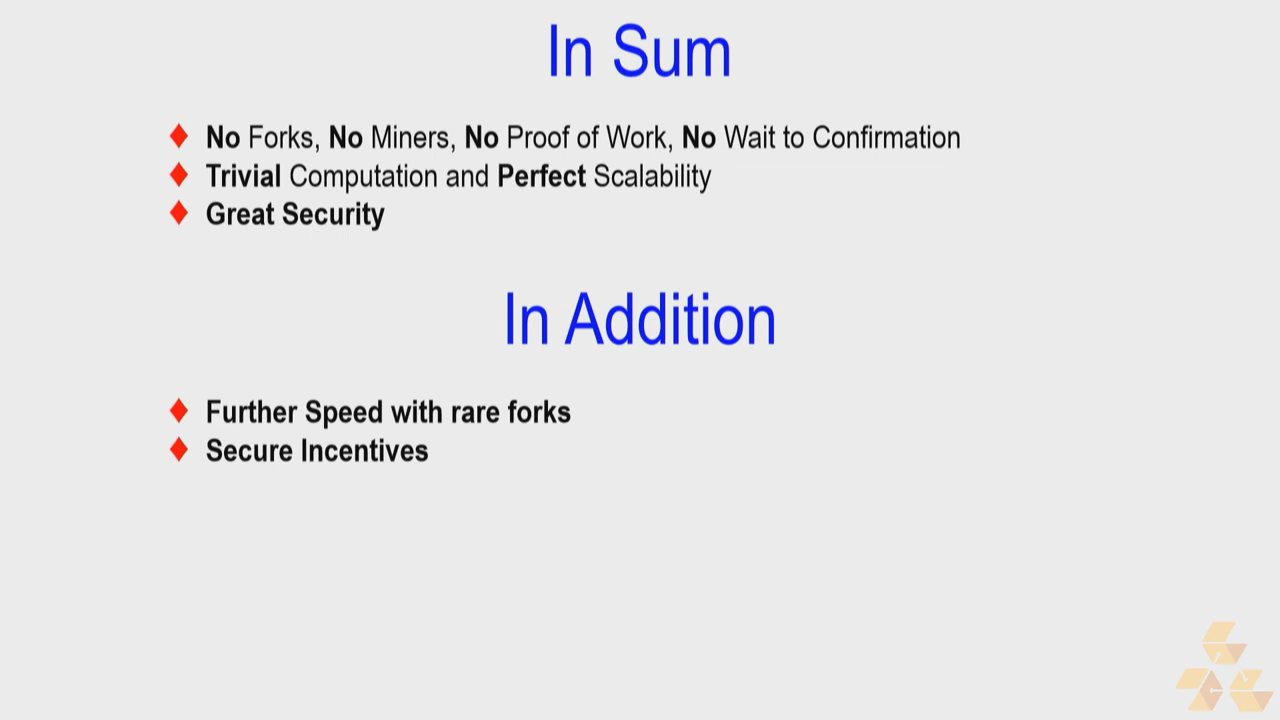 In Sum
No Forks, No Miners, No Proof of Work, No Wait to Confirmation
Trivial Computation and Perfect Scalability
Great Security
In Addition
Further Speed with rare forks
Secure Incentives